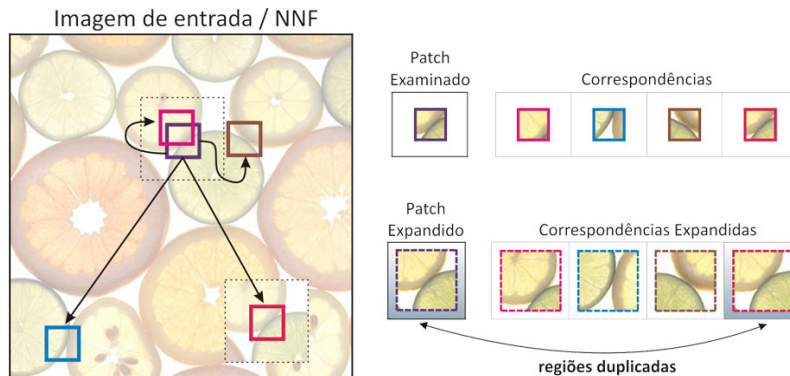 Imagem de entrada / NNF
Patch
Examinado
Correspondências
Patch
Expandido
Correspondências Expandidas
regiões duplicadas